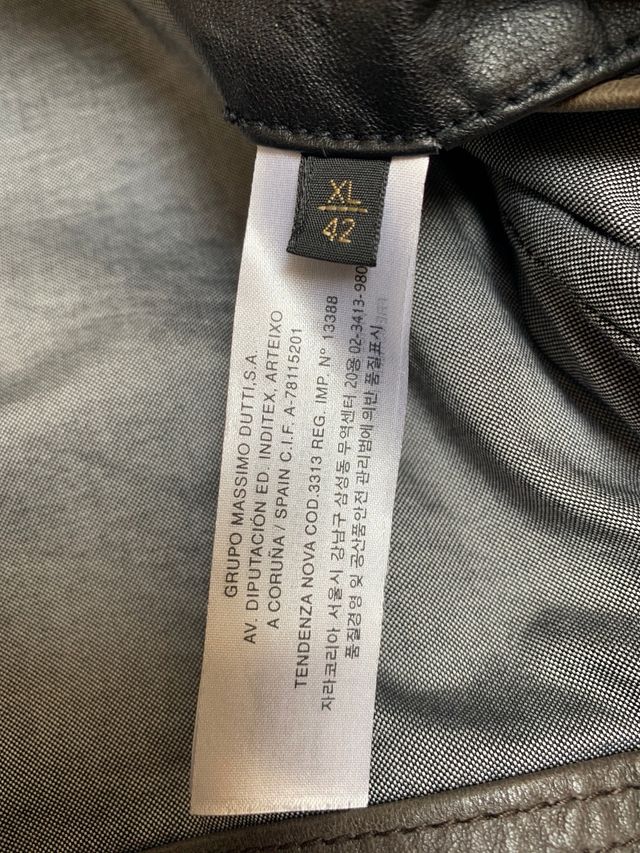 XL
42
GRUPO MASSIMO DUTTI,S.A.
AV. DIPUTACIÓN ED. INDITEX, ARTEIXO
A CORUÑA / SPAIN C.I.F. A-78115201
TENDENZA NOVA COD.3313 REG. IMP. Nº 13388
자라코리아 서울시 강남구 삼성동 무역센터 20층 02-3413-980
품질경영 및 공산품안전 관리법에 의한 품질표시